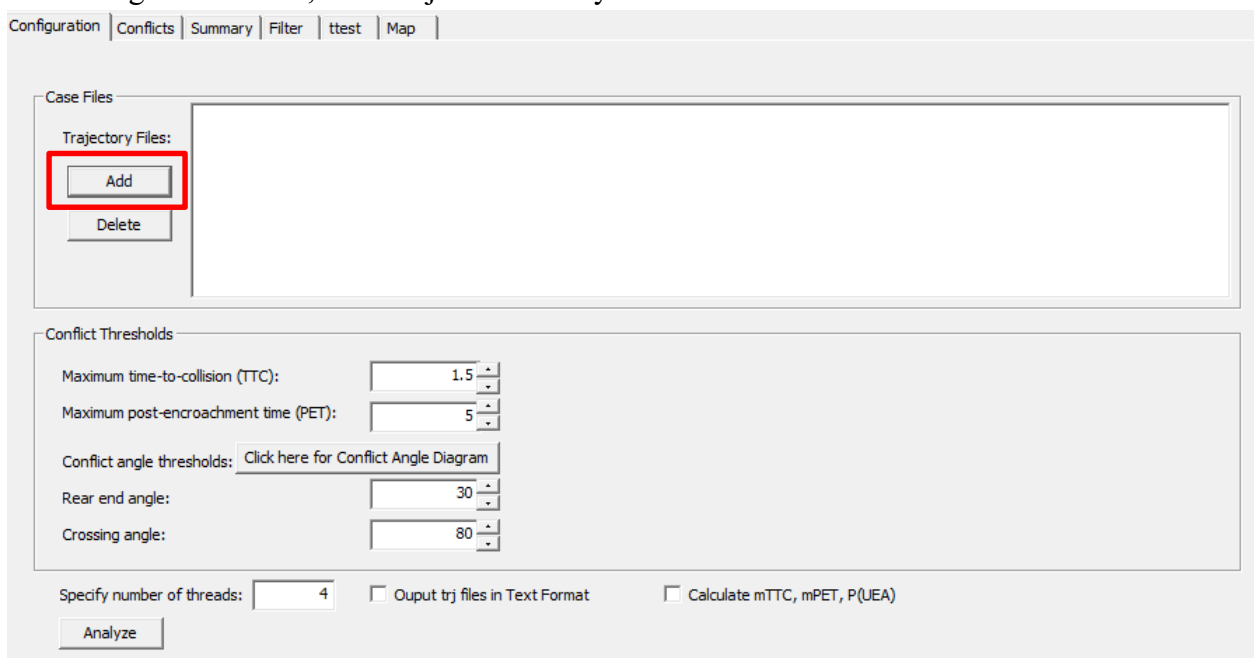 Configuration Conflicts Summary Filter ttest Map
Case Files
Trajectory Files:
Add
Delete
Conflict Thresholds
Maximum time-to-collision (TTC): 1.5
Maximum post-encroachment time (PET): 5
Conflict angle thresholds: Click here for Conflict Angle Diagram
Rear end angle: 30
Crossing angle: 80
Specify number of threads: 4 Ouput trj files in Text Format Calculate mTTC, mPET, P(UEA)
Analyze